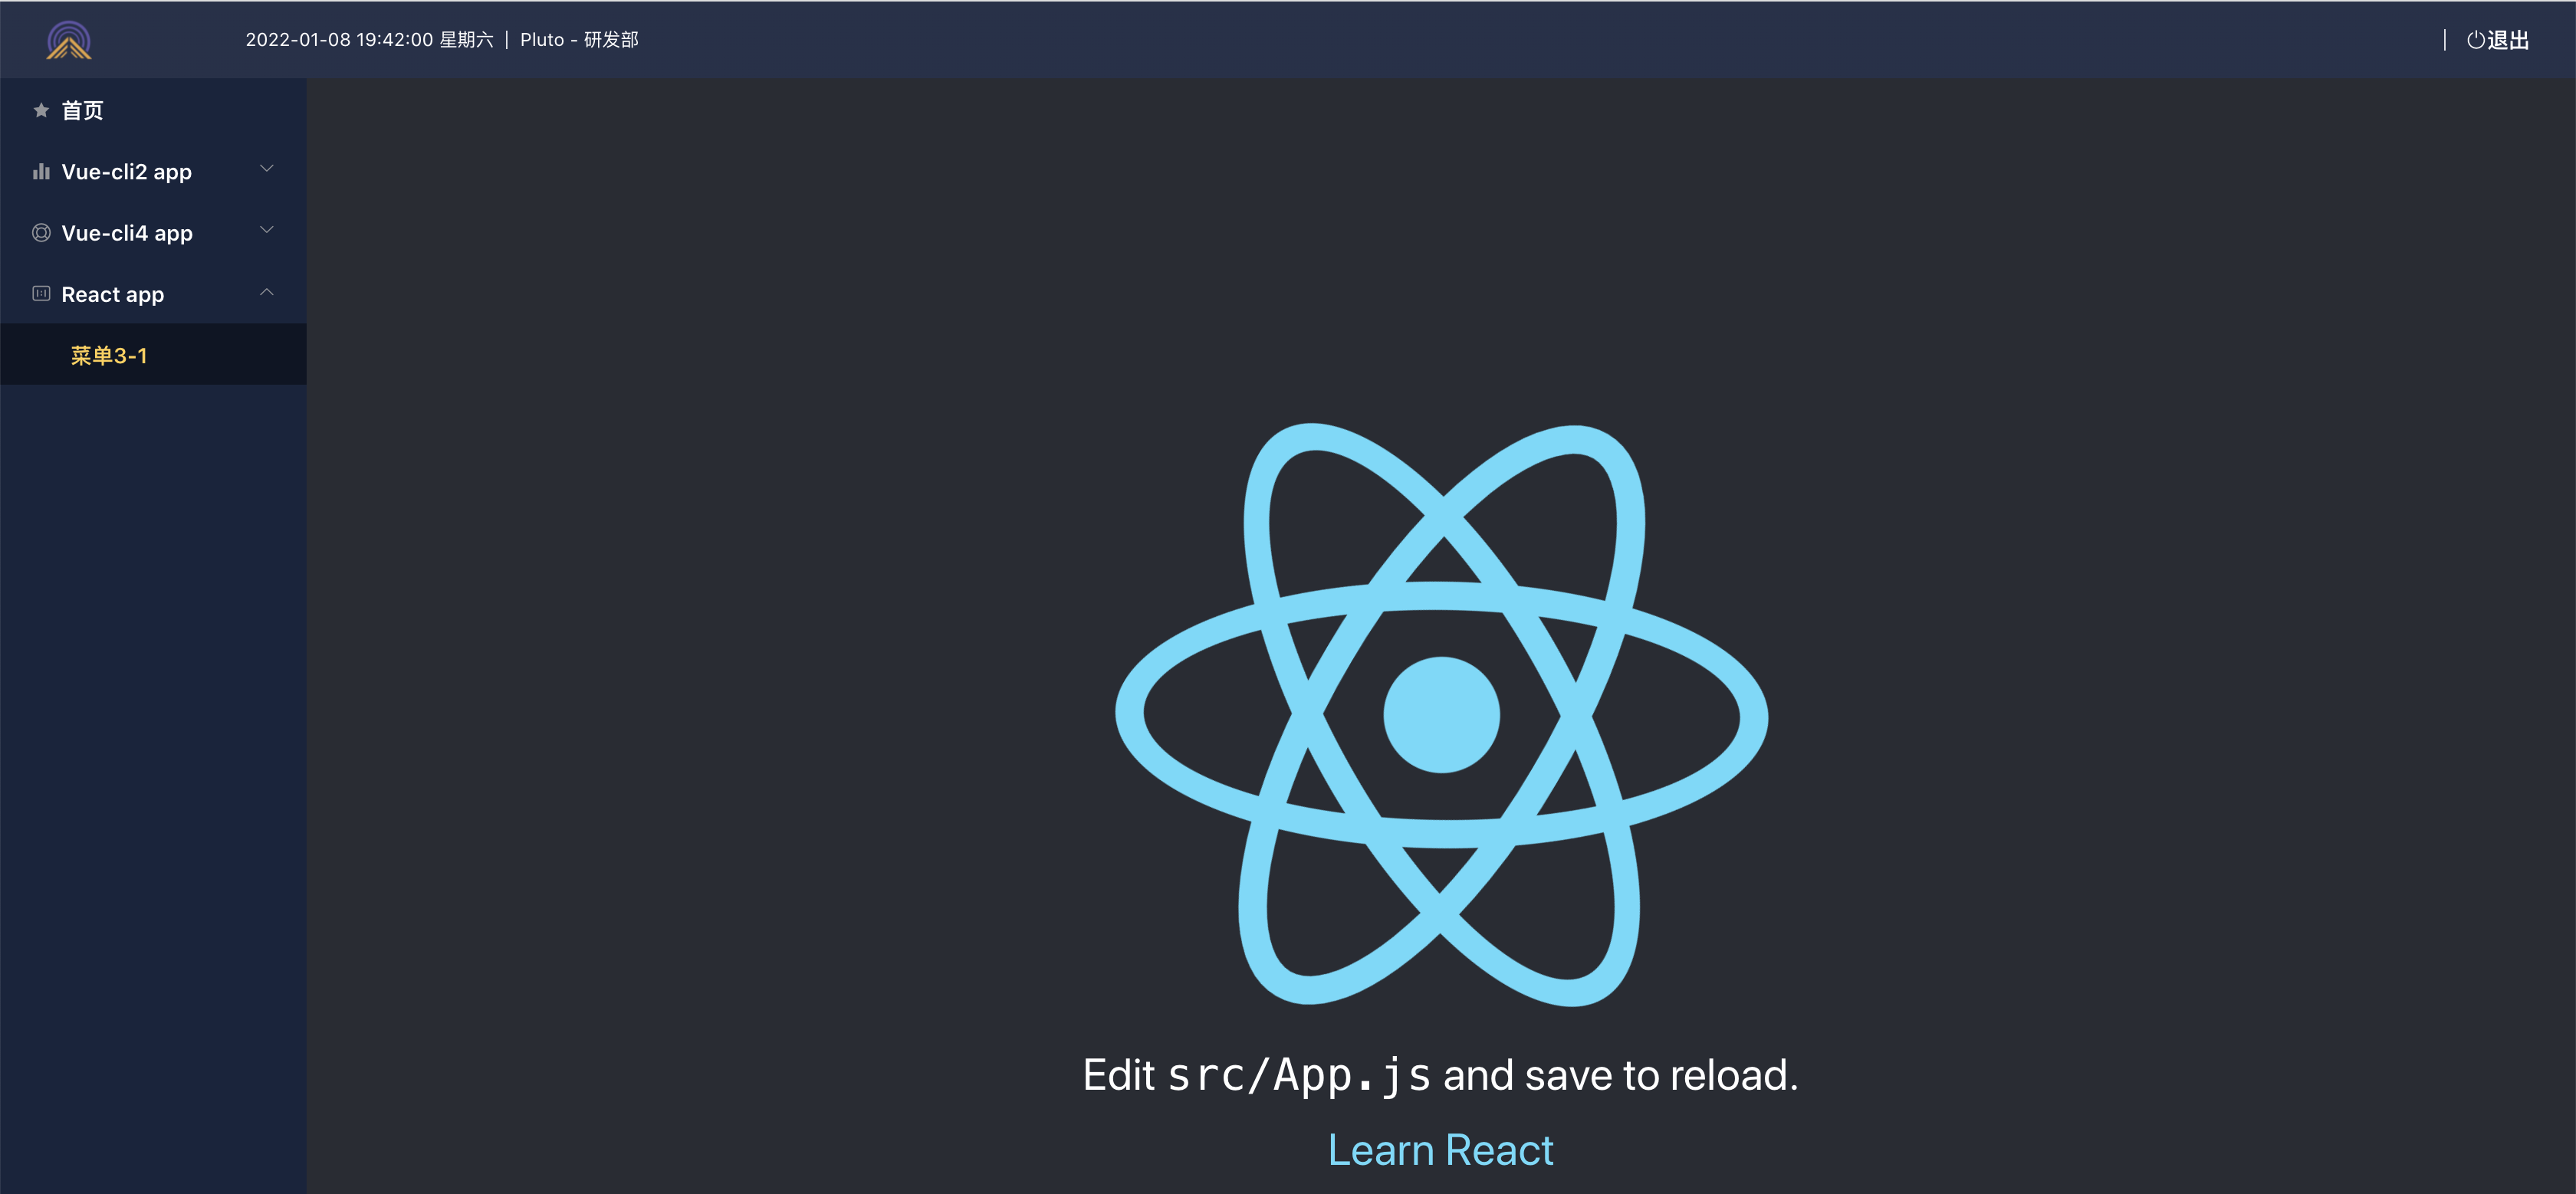 2022-01-08 19:42:00 星期六 | Pluto - 研发部
| 退出
首页
Vue-cli2 app
Vue-cli4 app
React app
菜单3-1
Edit src/App.js and save to reload.
Learn React